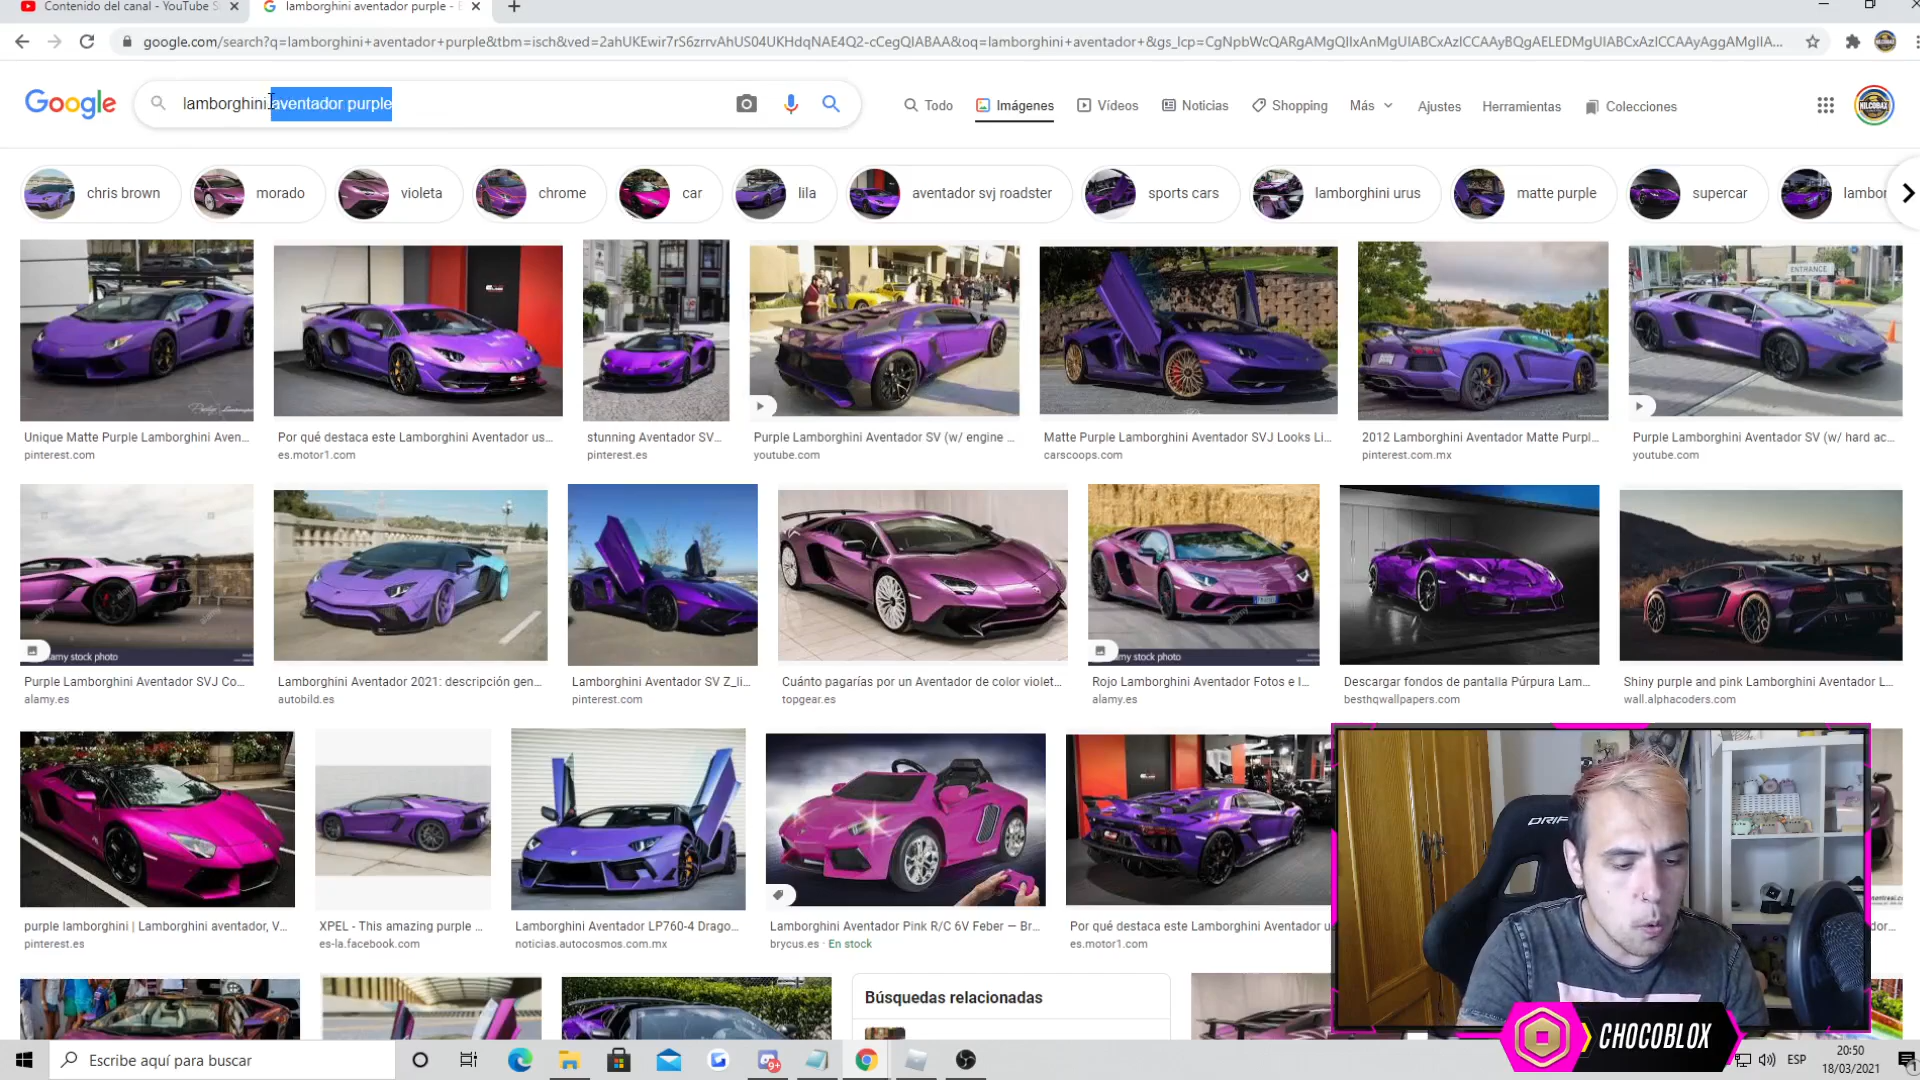 Contenido del canal - YouTube S
lamborghini aventador purple -
google.com/search?q=lamborghini+aventador+purple&tbm=isch&ved=2ahUKEwir7rS6zrrvAhUS04UKHdqNAE4Q2-cCegQIABAA&oq=lamborghini+aventador+&gs_lcp=CgNpbWcQARgAMgQIIxAnMgUIABCxAzICCAAyBQgAELEDMgUIABCxAzICCAAyAggAMgIIA...
Google
lamborghini aventador purple
Todo
Imágenes
Vídeos
Noticias
Shopping
Más
Ajustes
Herramientas
Colecciones
chris brown
morado
violeta
chrome
car
lila
aventador svj roadster
sports cars
lamborghini urus
matte purple
supercar
lambor
ENTRANCE
Unique Matte Purple Lamborghini Aven...
pinterest.com
Por qué destaca este Lamborghini Aventador us...
es.motor1.com
stunning Aventador SV...
pinterest.es
Purple Lamborghini Aventador SV (w/ engine ...
youtube.com
Matte Purple Lamborghini Aventador SVJ Looks Li...
carscoops.com
2012 Lamborghini Aventador Matte Purpl...
pinterest.com.mx
Purple Lamborghini Aventador SV (w/ hard ac...
youtube.com
alamy stock photo
alamy stock photo
Purple Lamborghini Aventador SVJ Co...
alamy.es
Lamborghini Aventador 2021: descripción gen...
autobild.es
Lamborghini Aventador SV Z_li...
pinterest.com
Cuánto pagarías por un Aventador de color violet...
topgear.es
Rojo Lamborghini Aventador Fotos e I...
alamy.es
Descargar fondos de pantalla Púrpura Lam...
besthqwallpapers.com
Shiny purple and pink Lamborghini Aventador L...
wall.alphacoders.com
purple lamborghini | Lamborghini aventador, V...
pinterest.es
XPEL - This amazing purple ...
es-la.facebook.com
Lamborghini Aventador LP760-4 Drago...
noticias.autocosmos.com.mx
Lamborghini Aventador Pink R/C 6V Feber — Br...
brycus.es · En stock
Por qué destaca este Lamborghini Aventador u
es.motor1.com
Búsquedas relacionadas
DRIF
CHOCOBLOX
Escribe aquí para buscar
9+
ESP
20:50
18/03/2021
1